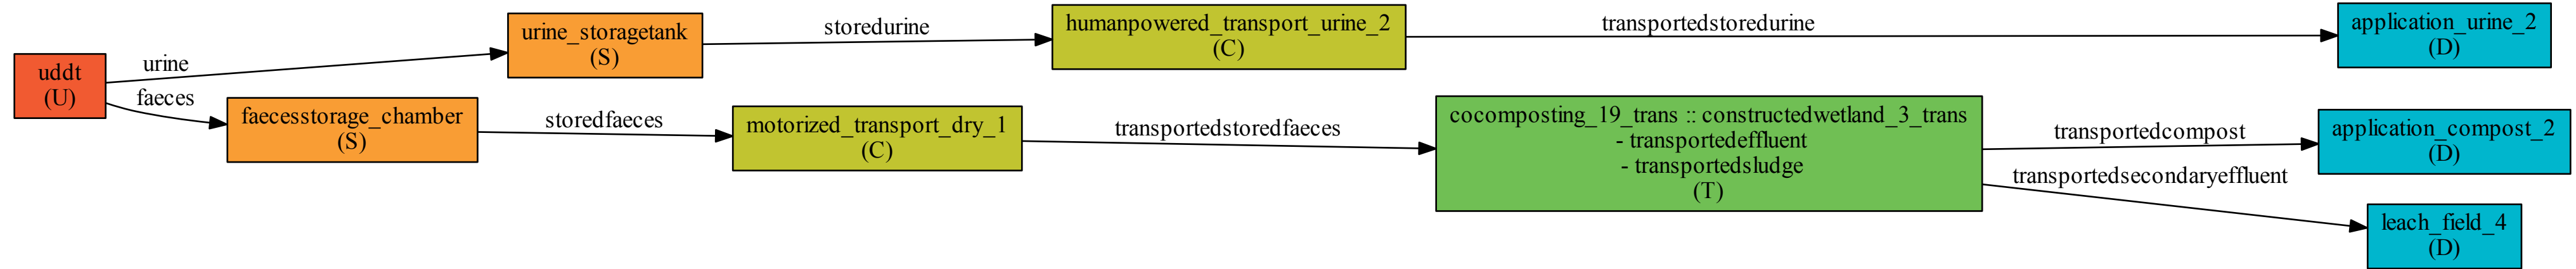 uddt
(U)
urine
faeces
urine_storagetank
(S)
storedurine
humanpowered_transport_urine_2
(C)
transportedstoredurine
application_urine_2
(D)
faecesstorage_chamber
(S)
storedfaeces
motorized_transport_dry_1
(C)
transportedstoredfaeces
cocomposting_19_trans :: constructedwetland_3_trans
- transportedeffluent
- transportedsludge
(T)
transportedcompost
application_compost_2
(D)
transportedsecondaryeffluent
leach_field_4
(D)